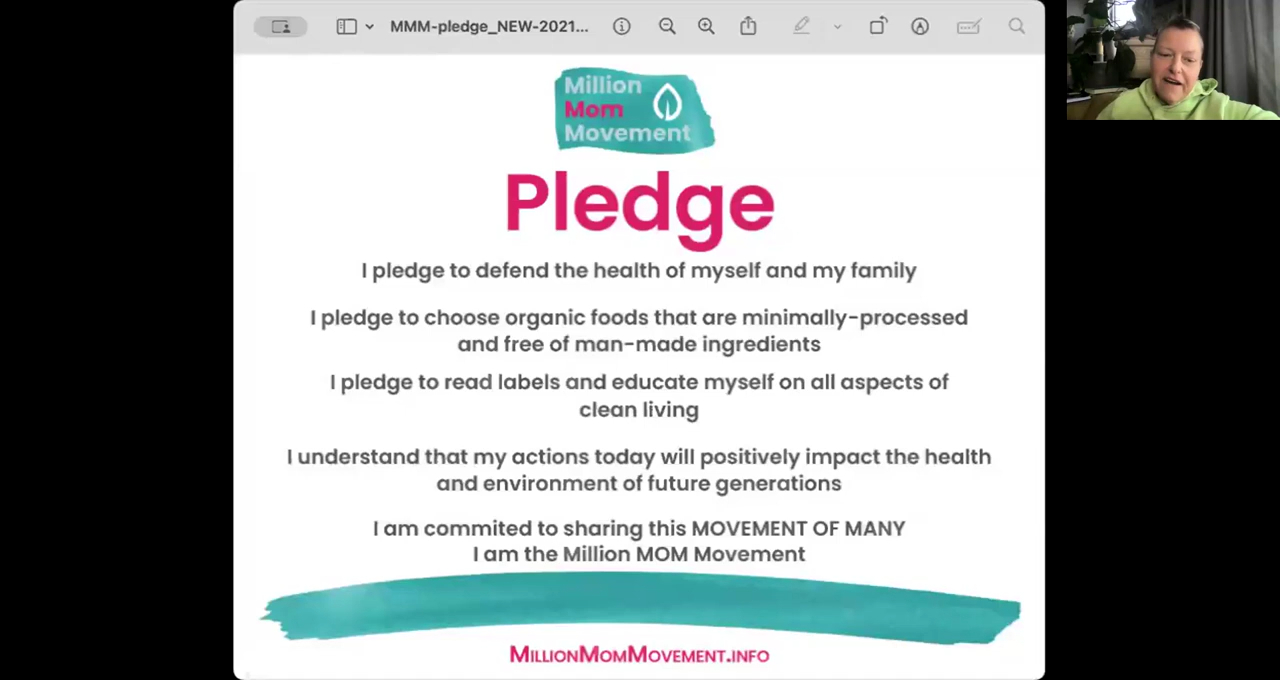 MMM-pledge_NEW-2021...
Million
Mom
Movement
Pledge
I pledge to defend the health of myself and my family
I pledge to choose organic foods that are minimally-processed
and free of man-made ingredients
I pledge to read labels and educate myself on all aspects of
clean living
I understand that my actions today will positively impact the health
and environment of future generations
I am commited to sharing this MOVEMENT OF MANY
I am the Million MOM Movement
MILLIONMOMMOVEMENT.INFO